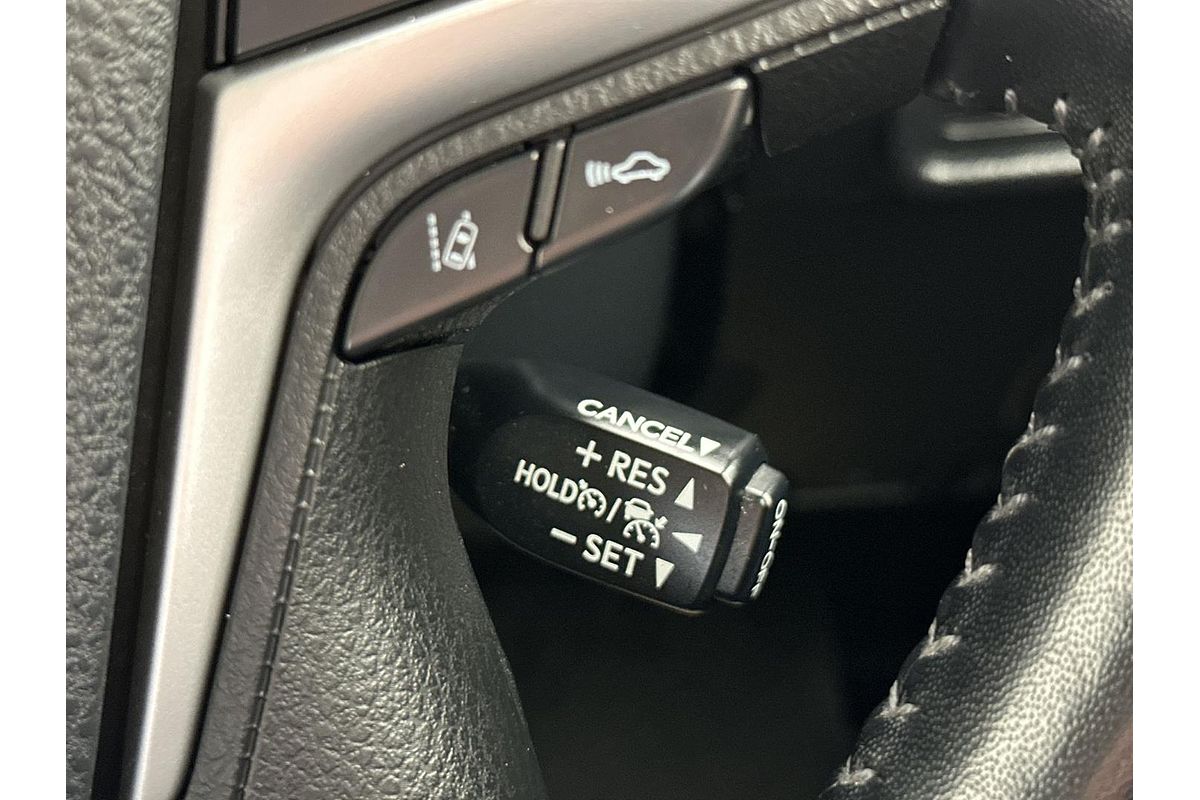 CANCEL
+ RES
HOLD /
- SET
ON-OFF